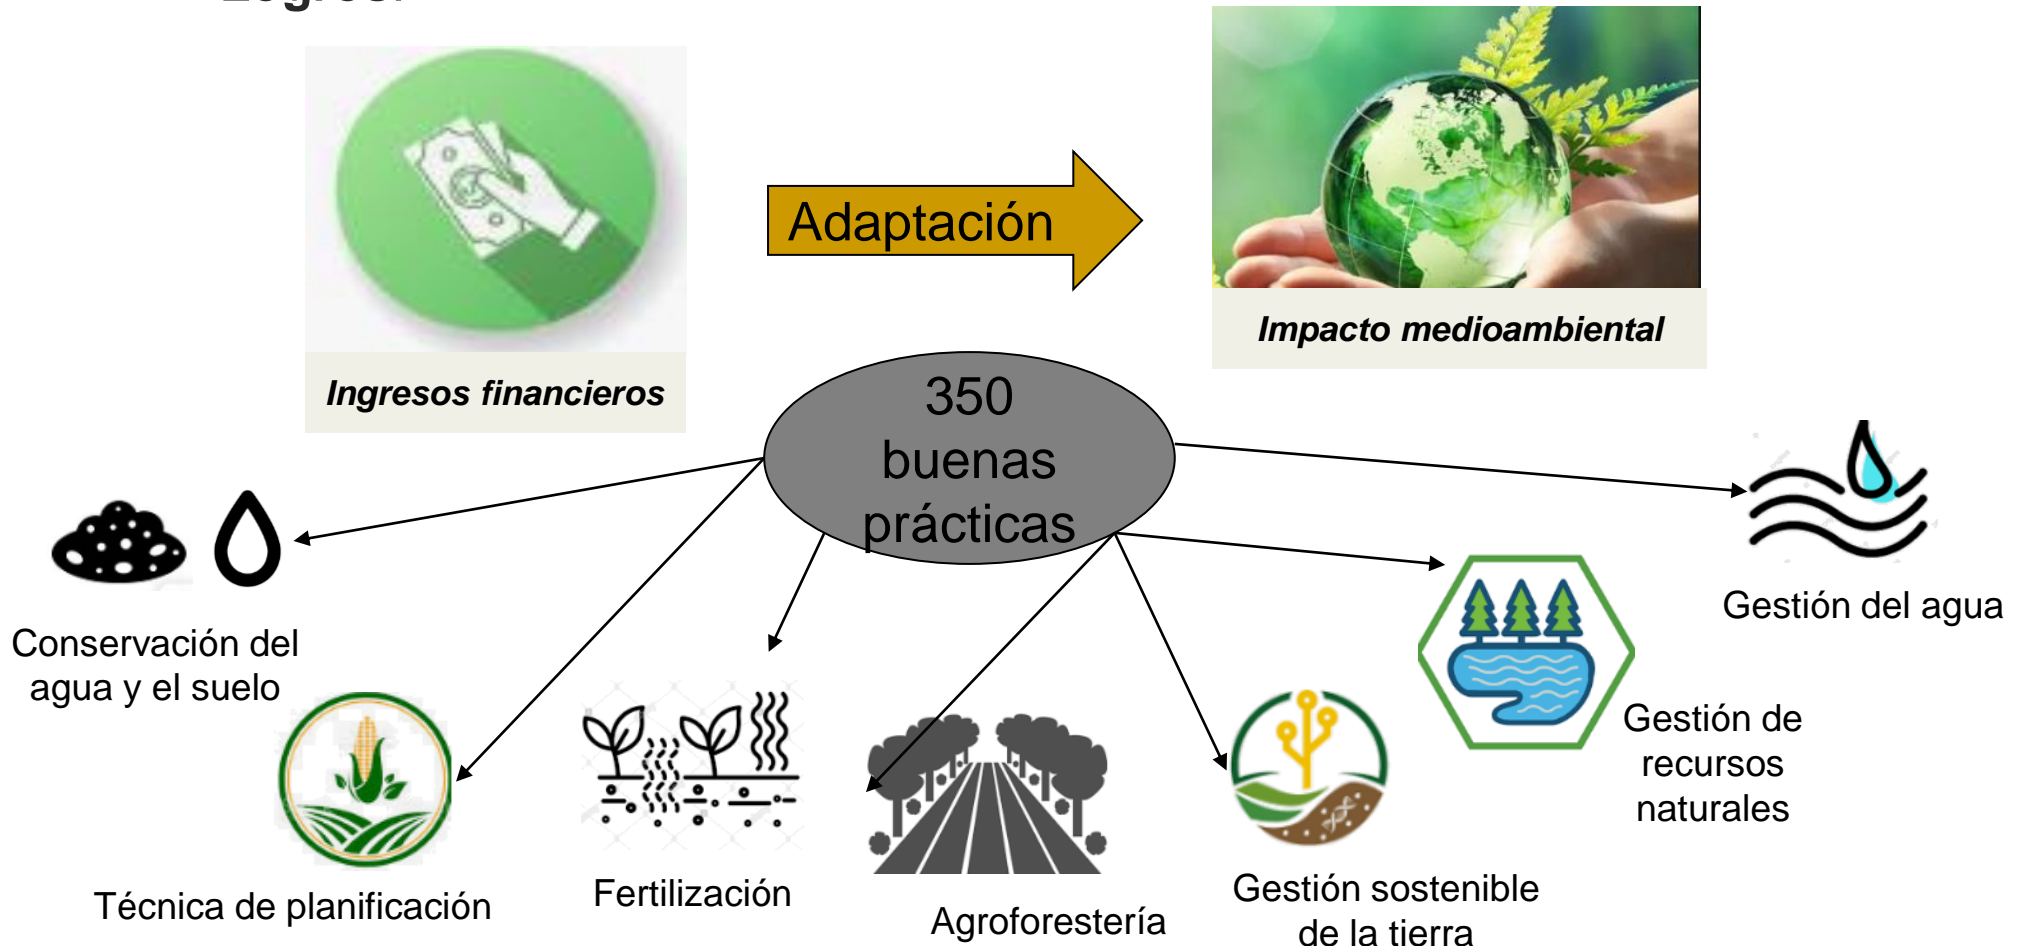 Logros.
Adaptación
Impacto medioambiental
Ingresos financieros
350
buenas
prácticas
Conservación del
agua y el suelo
Gestión del agua
Gestión de
recursos
naturales
Técnica de planificación
Fertilización
Agroforestería
Gestión sostenible
de la tierra